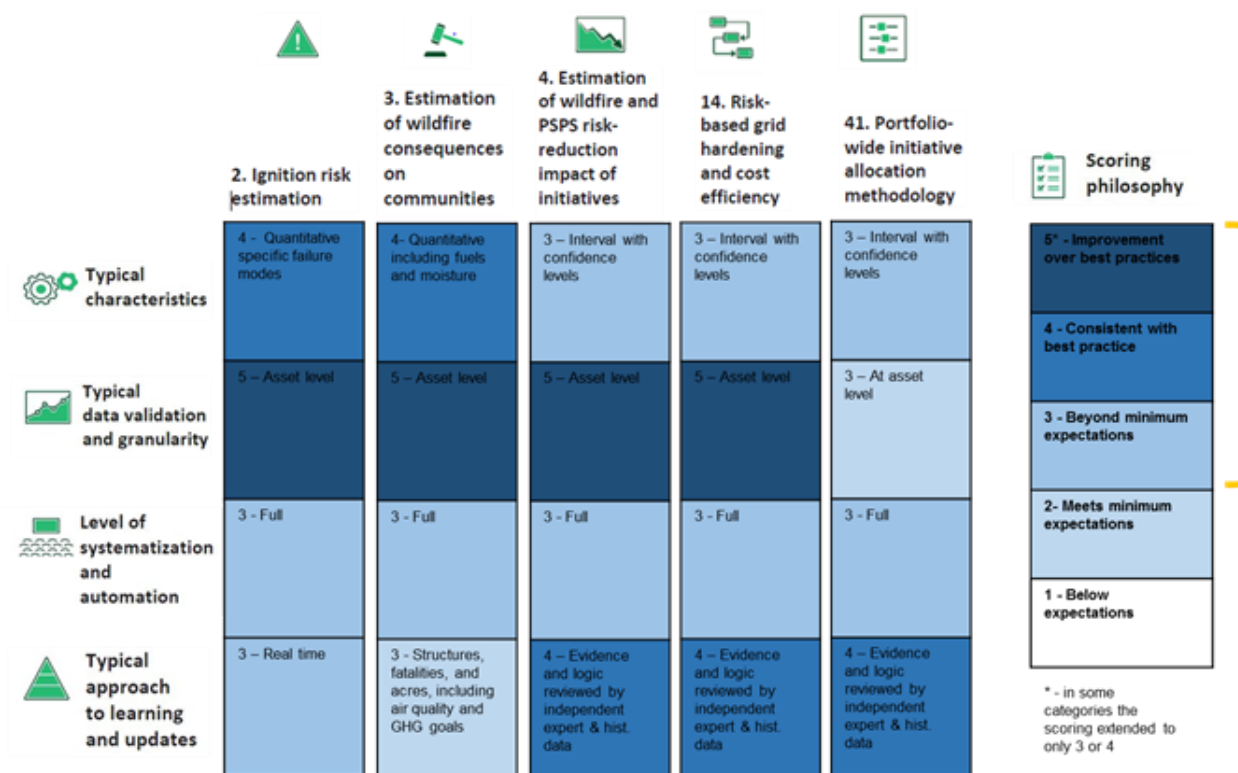 2. Ignition risk
estimation
3. Estimation
of wildfire
consequences
on
communities
4. Estimation
of wildfire and
PSPS risk-
reduction
impact of
initiatives
14. Risk-
based grid
hardening
and cost
efficiency
41. Portfolio-
wide initiative
allocation
methodology
Scoring
philosophy
Typical
characteristics
4 - Quantitative
specific failure
modes
4- Quantitative
including fuels
and moisture
3 – Interval with
confidence
levels
3 – Interval with
confidence
levels
3 – Interval with
confidence
levels
Typical
data validation
and granularity
5 – Asset level
5 – Asset level
5 – Asset level
5 – Asset level
3 – At asset
level
Level of
systematization
and
automation
3 - Full
3 - Full
3 - Full
3 - Full
3 - Full
Typical
approach
to learning
and updates
3 – Real time
3 - Structures,
fatalities, and
acres, including
air quality and
GHG goals
4 – Evidence
and logic
reviewed by
independent
expert & hist.
data
4 – Evidence
and logic
reviewed by
independent
expert & hist.
data
4 – Evidence
and logic
reviewed by
independent
expert & hist.
data
5* - Improvement
over best practices
4 - Consistent with
best practice
3 - Beyond minimum
expectations
2- Meets minimum
expectations
1 - Below
expectations
* - in some
categories the
scoring extended to
only 3 or 4